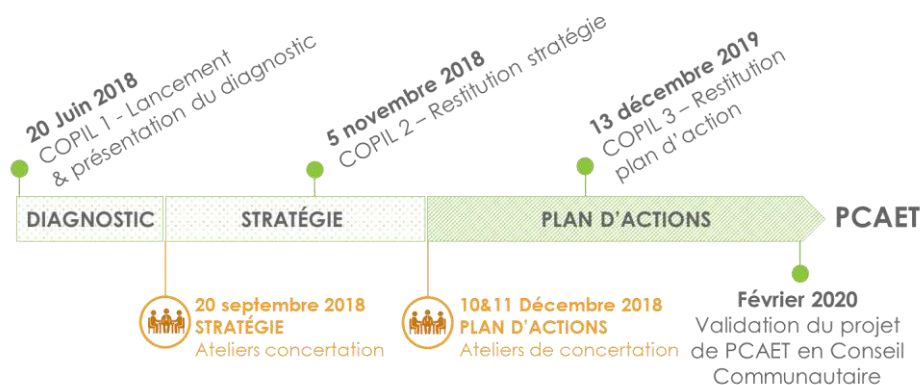 20 Juin 2018
COPIL 1 - Lancement
& présentation du diagnostic
5 novembre 2018
COPIL 2 – Restitution stratégie
13 décembre 2019
COPIL 3 – Restitution
plan d'action
DIAGNOSTIC
STRATÉGIE
PLAN D'ACTIONS
PCAET
20 septembre 2018
STRATÉGIE
Ateliers concertation
10&11 Décembre 2018
PLAN D'ACTIONS
Ateliers de concertation
Février 2020
Validation du projet
de PCAET en Conseil
Communautaire